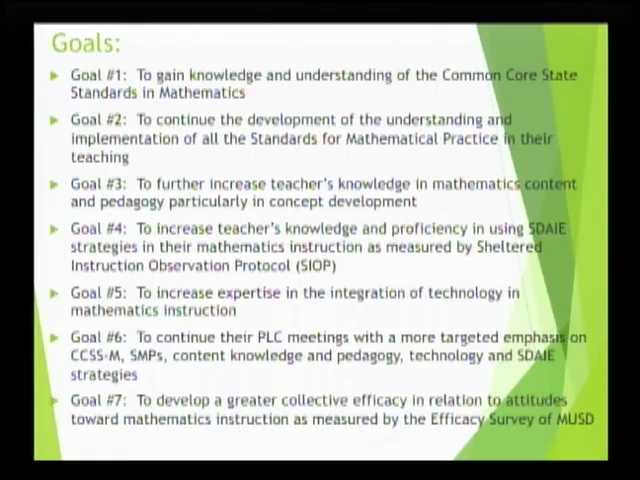 Goals:
Goal #1: To gain knowledge and understanding of the Common Core State
Standards in Mathematics
Goal #2: To continue the development of the understanding and
implementation of all the Standards for Mathematical Practice in their
teaching
Goal #3: To further increase teacher's knowledge in mathematics content
and pedagogy particularly in concept development
Goal #4: To increase teacher's knowledge and proficiency in using SDAIE
strategies in their mathematics instruction as measured by Sheltered
Instruction Observation Protocol (SIOP)
Goal #5: To increase expertise in the integration of technology in
mathematics instruction
Goal #6: To continue their PLC meetings with a more targeted emphasis on
CCSS-M, SMPs, content knowledge and pedagogy, technology and SDAIE
strategies
Goal #7: To develop a greater collective efficacy in relation to attitudes
toward mathematics instruction as measured by the Efficacy Survey of MUSD